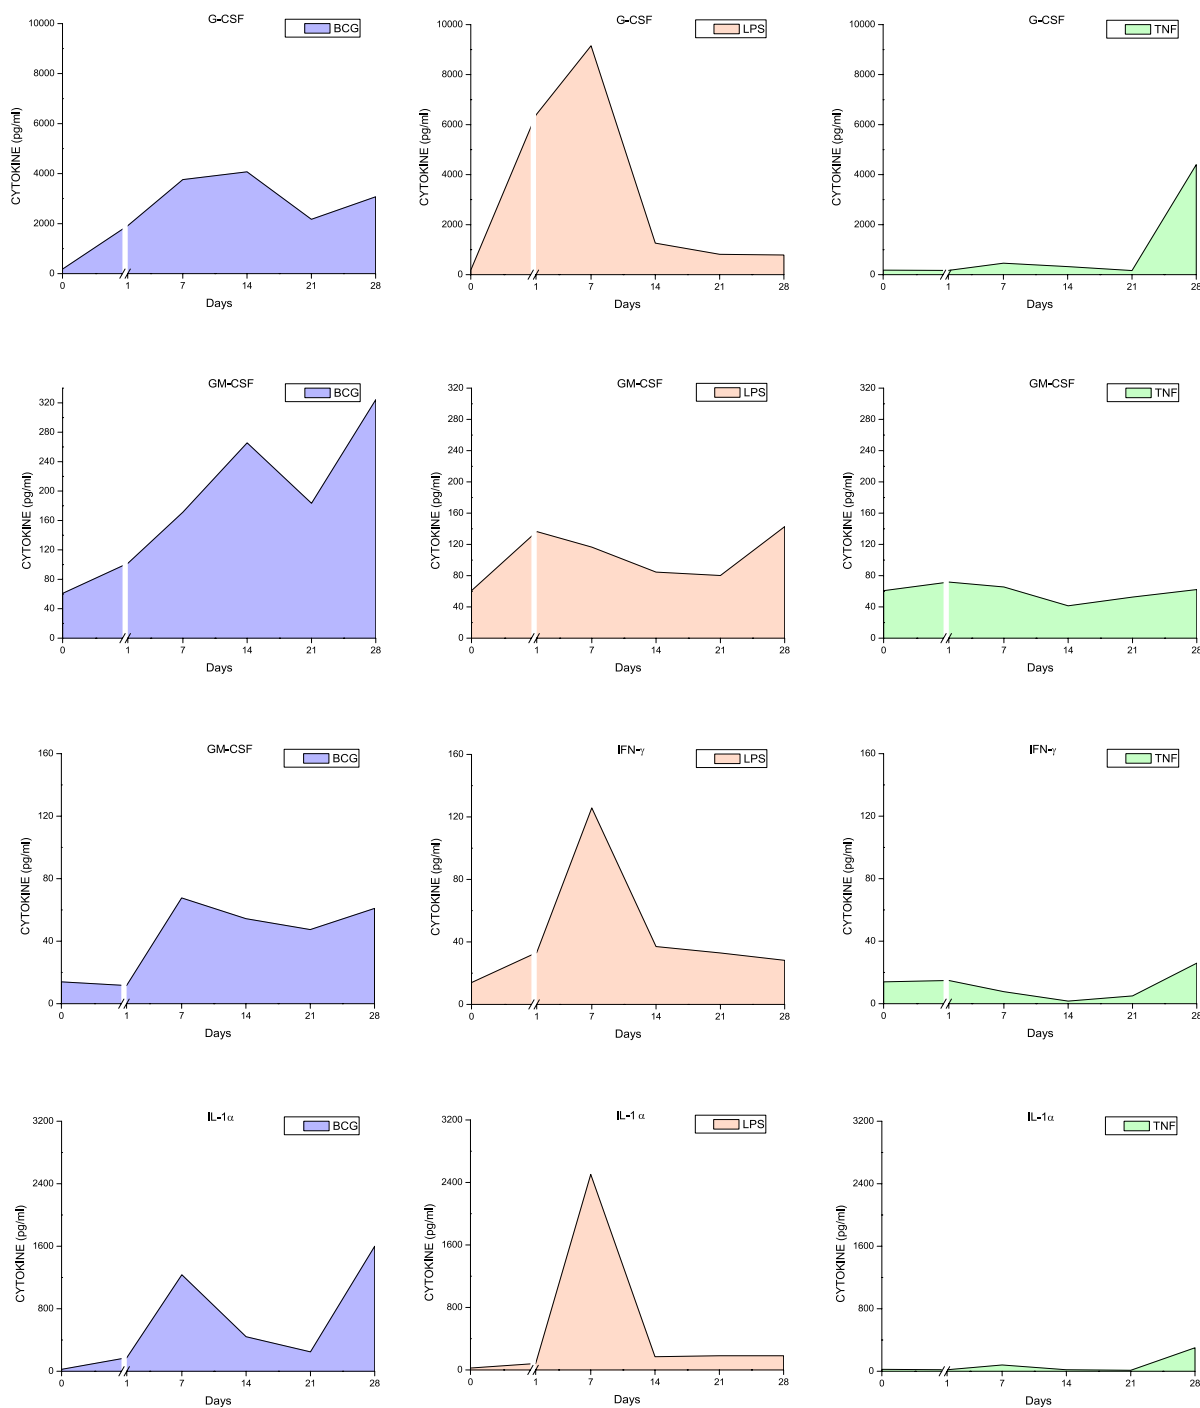 G-CSF
BCG
10000
8000
6000
4000
2000
0
CYTOKINE (pg/ml)
0 1 7 14 21 28
Days
G-CSF
LPS
10000
8000
6000
4000
2000
0
CYTOKINE (pg/ml)
0 1 7 14 21 28
Days
G-CSF
TNF
10000
8000
6000
4000
2000
0
CYTOKINE (pg/ml)
0 1 7 14 21 28
Days
GM-CSF
BCG
320
280
240
200
160
120
80
40
0
CYTOKINE (pg/ml)
0 1 7 14 21 28
Days
GM-CSF
LPS
320
280
240
200
160
120
80
40
0
CYTOKINE (pg/ml)
0 1 7 14 21 28
Days
GM-CSF
TNF
320
280
240
200
160
120
80
40
0
CYTOKINE (pg/ml)
0 1 7 14 21 28
Days
GM-CSF
BCG
160
120
80
40
0
CYTOKINE (pg/ml)
0 1 7 14 21 28
Days
IFN-γ
LPS
160
120
80
40
0
CYTOKINE (pg/ml)
0 1 7 14 21 28
Days
IFN-γ
TNF
160
120
80
40
0
CYTOKINE (pg/ml)
0 1 7 14 21 28
Days
IL-1α
BCG
3200
2400
1600
800
0
CYTOKINE (pg/ml)
0 1 7 14 21 28
Days
IL-1 α
LPS
3200
2400
1600
800
0
CYTOKINE (pg/ml)
0 1 7 14 21 28
Days
IL-1α
TNF
3200
2400
1600
800
0
CYTOKINE (pg/ml)
0 1 7 14 21 28
Days